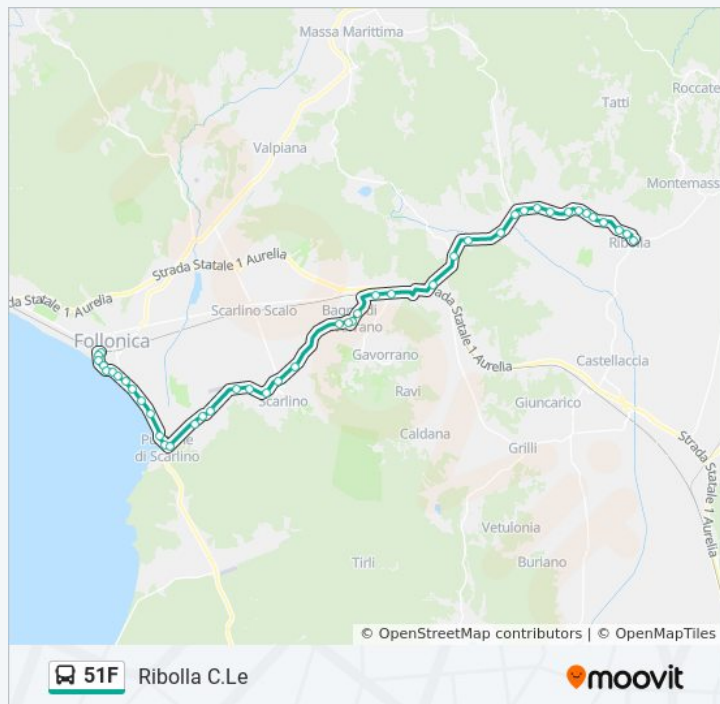 Massa Marittima
Roccate
Tatti
Valpiana
Montemass
Ribolla
Strada Statale 1 Aurelia
da Statale 1 Aurelia
Scarlino Scalo
Strada Statale 1 Aurelia
Follonica
Gavorrano
Castellaccia
Scarlino
Ravi
Giuncarico
Caldana
Strada Statale 1 Aurelia
Grilli
di Scarlino
Vetulonia
Tirli
Buriano
© OpenStreetMap contributors | © OpenMapTiles
51F Ribolla C.Le
moovit